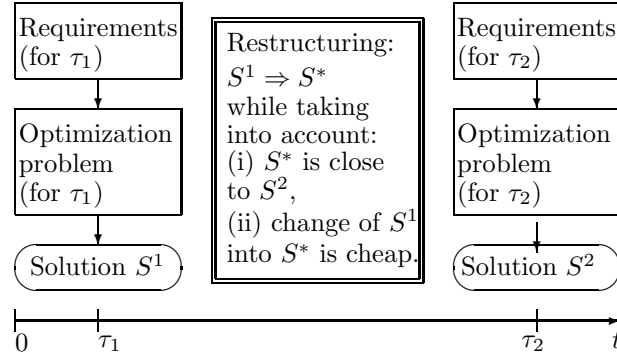 Requirements
(for τ₁)
Optimization
problem
(for τ₁)
Solution S¹
Restructuring:
S¹ ⇒ S*
while taking
into account:
(i) S* is close
to S²,
(ii) change of S¹
into S* is cheap.
Requirements
(for τ₂)
Optimization
problem
(for τ₂)
Solution S²
0 τ₁ τ₂ t